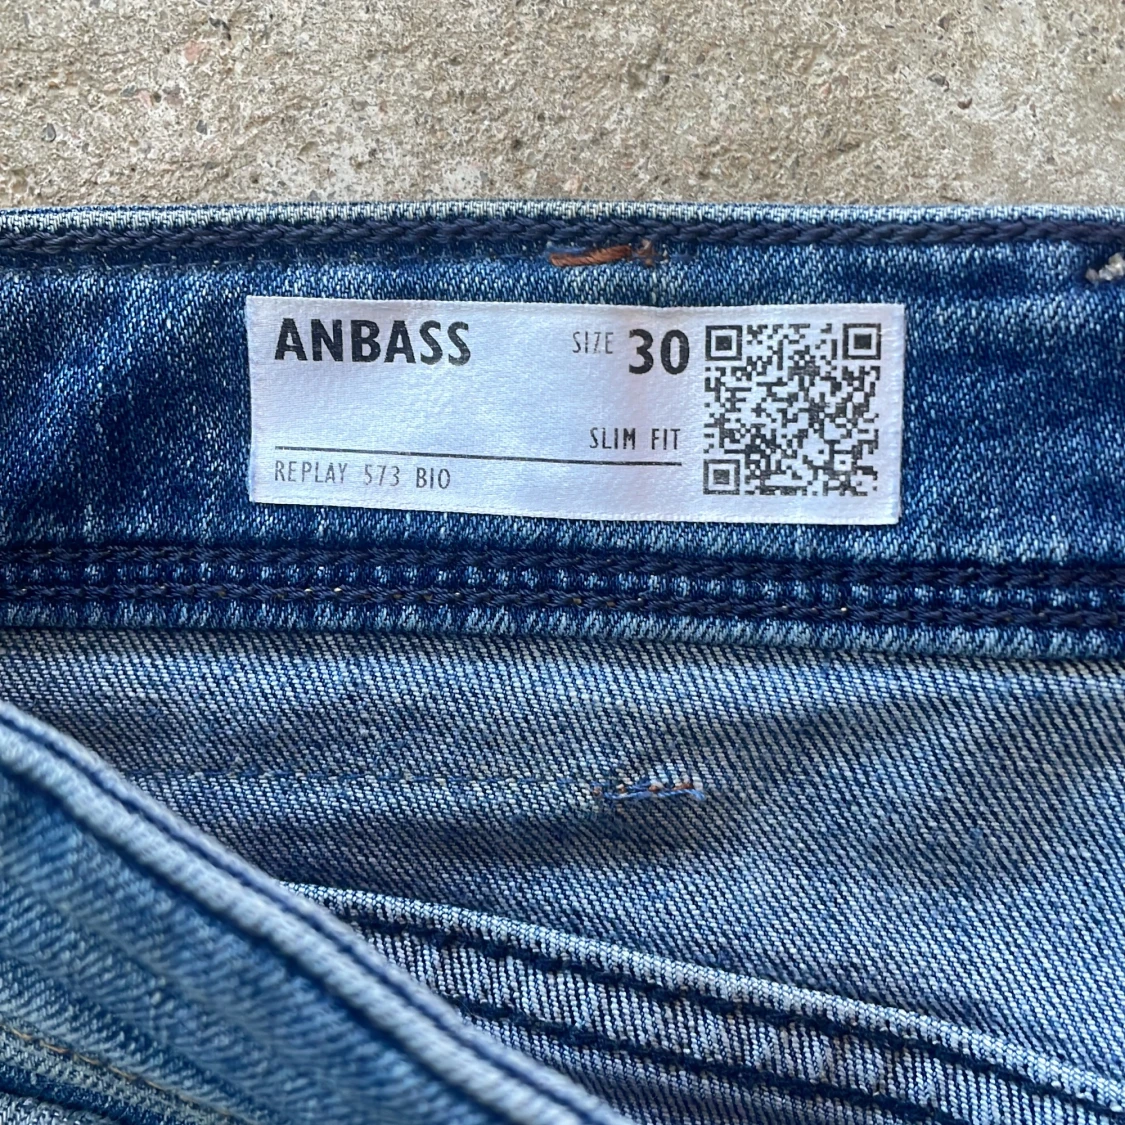 ANBASS SIZE 30
SLIM FIT
REPLAY 573 BIO